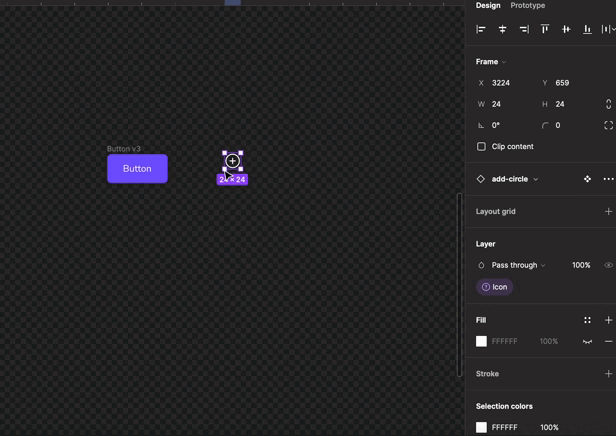 Design Prototype
Frame
X 3224 Y 659
W 24 H 24
0° 0
Clip content
Button v3
Button
24 × 24
add-circle
Layout grid
Layer
Pass through 100%
Icon
Fill
FFFFFF 100%
Stroke
Selection colors
FFFFFF 100%